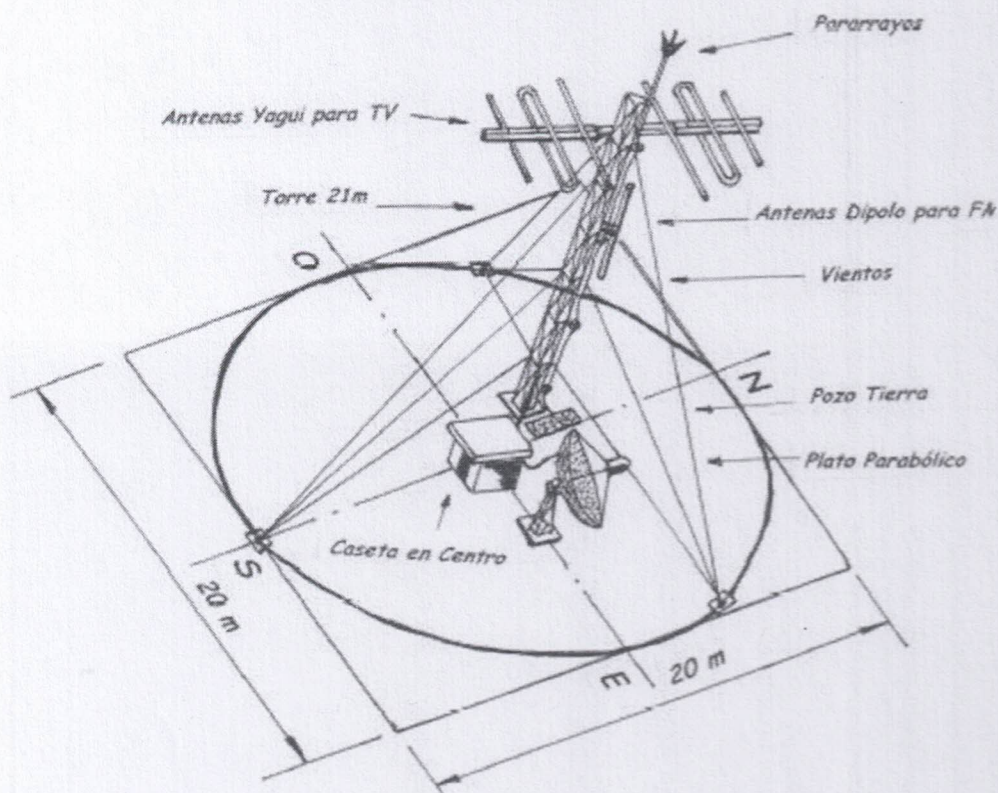 Pararrayos
Antenas Yagui para TV
Torre 21m
Antenas Dipolo para FM
O
Vientos
N
Pozo Tierra
Plato Parabólico
Caseta en Centro
S
20 m
E
20 m